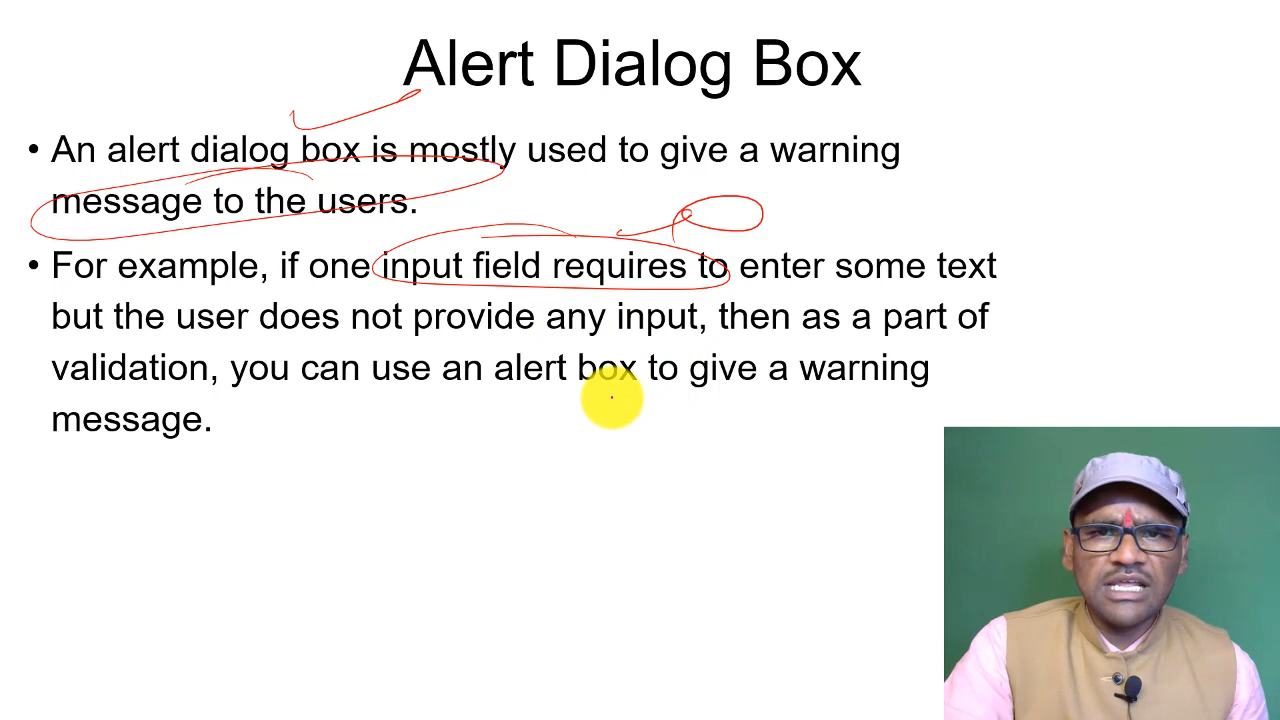 Alert Dialog Box
• An alert dialog box is mostly used to give a warning
message to the users.
• For example, if one input field requires to enter some text
but the user does not provide any input, then as a part of
validation, you can use an alert box to give a warning
message.